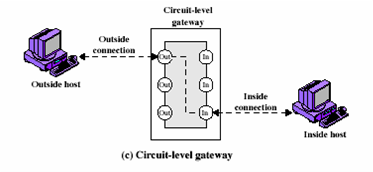 Circuit-level
gateway
Outside
connection
Out
In
Outside host
Out
In
Inside
connection
Out
In
Inside host
(c) Circuit-level gateway